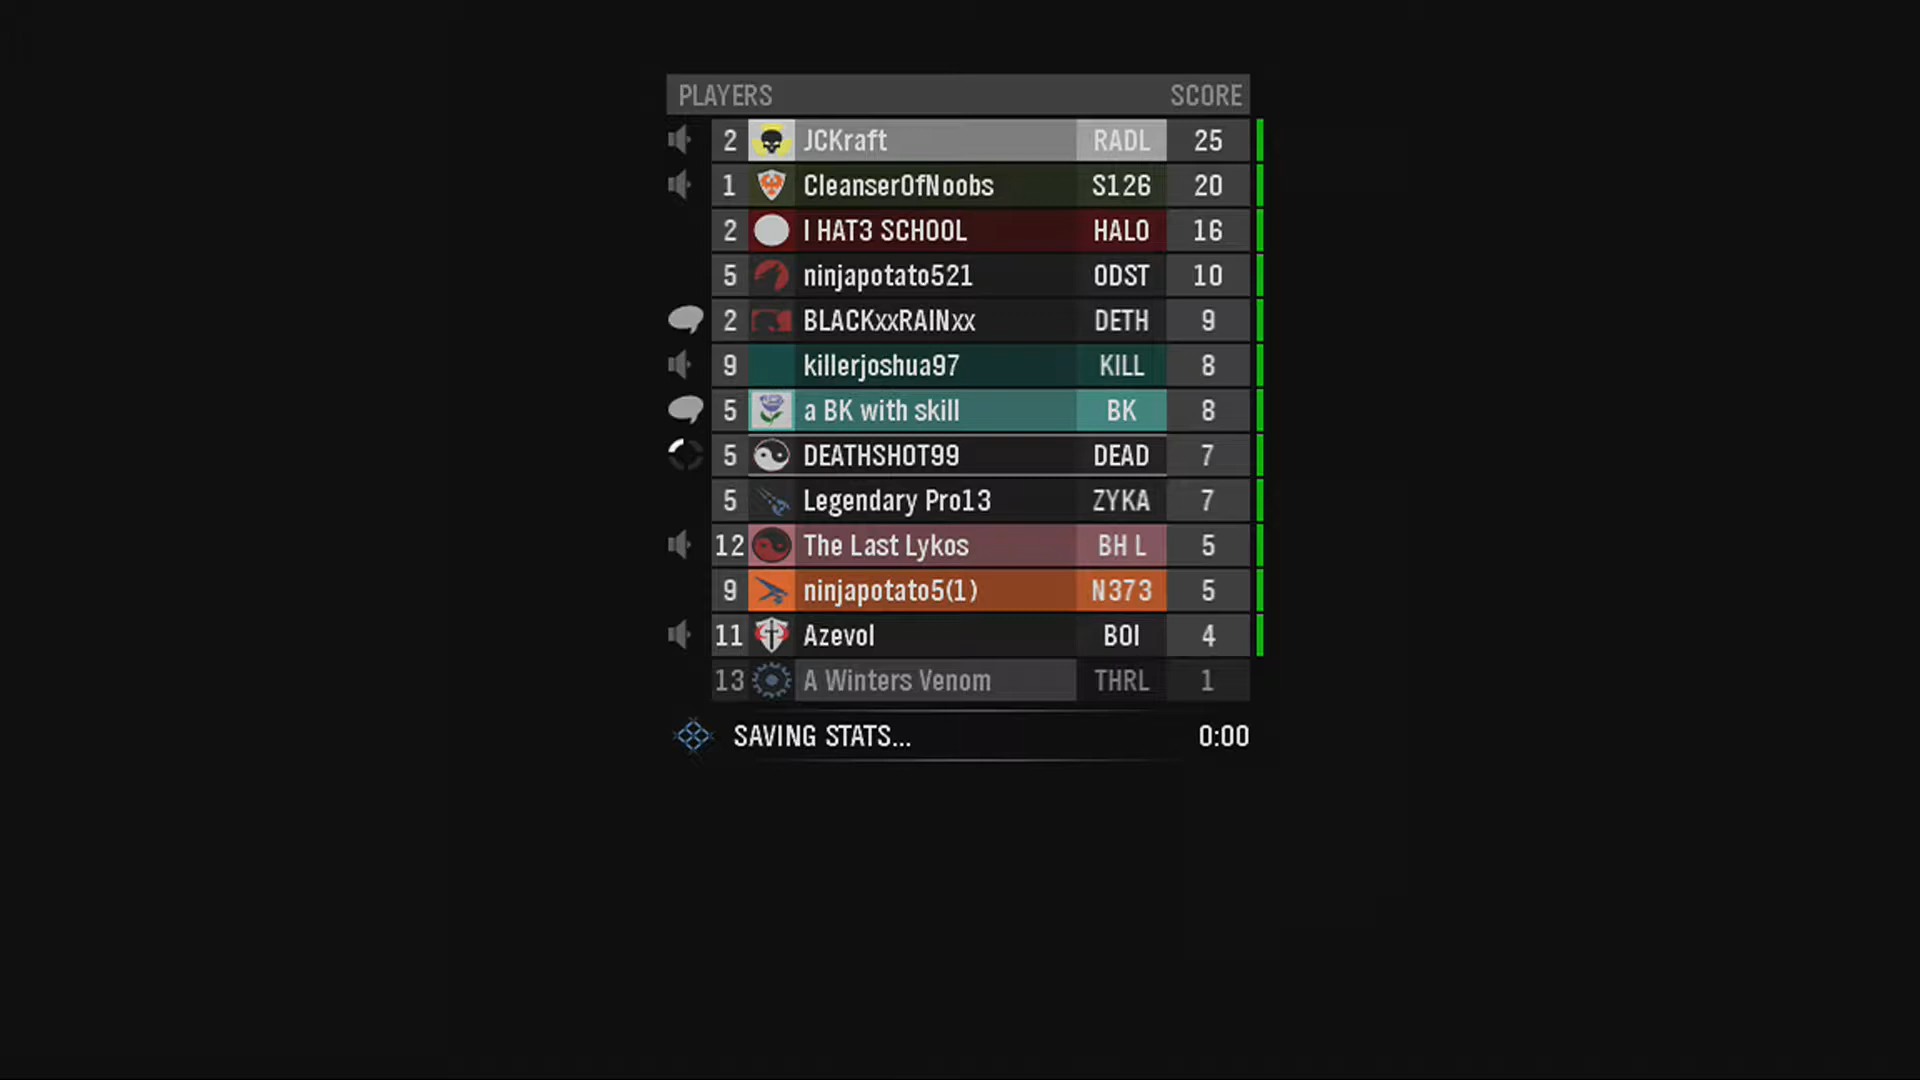 PLAYERS SCORE
2 JCKraft RADL 25
1 CleanserOfNoobs S126 20
2 I HAT3 SCHOOL HALO 16
5 ninjapotato521 ODST 10
2 BLACKxxRAINxx DETH 9
9 killerjoshua97 KILL 8
5 a BK with skill BK 8
5 DEATHSHOT99 DEAD 7
5 Legendary Pro13 ZYKA 7
12 The Last Lykos BH L 5
9 ninjapotato5(1) N373 5
11 Azevol BOI 4
13 A Winters Venom THRL 1
SAVING STATS... 0:00